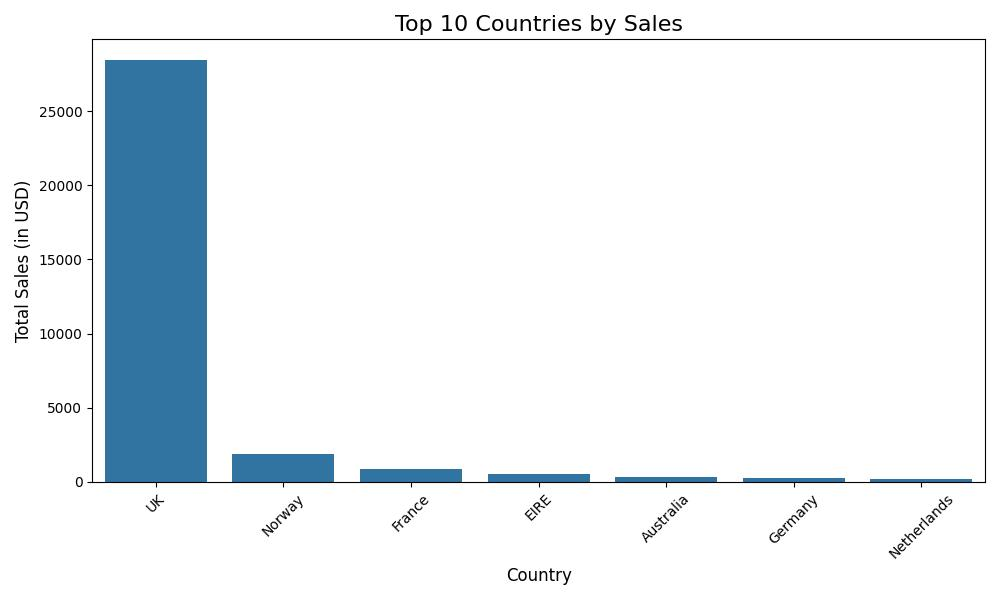 Top 10 Countries by Sales
Total Sales (in USD)
25000
20000
15000
10000
5000
0
UK
Norway
France
EIRE
Australia
Germany
Netherlands
Country